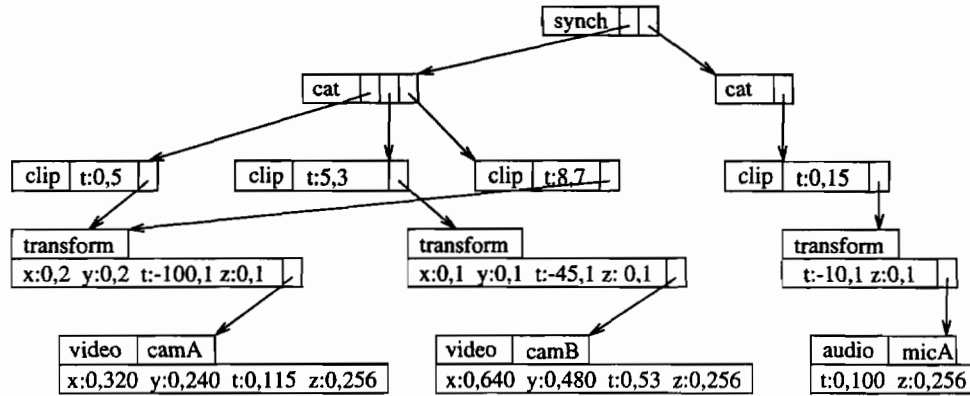 synch
cat
cat
clip t:0,5
clip t:5,3
clip t:8,7
clip t:0,15
transform
x:0,2 y:0,2 t:-100,1 z:0,1
transform
x:0,1 y:0,1 t:-45,1 z: 0,1
transform
t:-10,1 z:0,1
video camA
x:0,320 y:0,240 t:0,115 z:0,256
video camB
x:0,640 y:0,480 t:0,53 z:0,256
audio micA
t:0,100 z:0,256